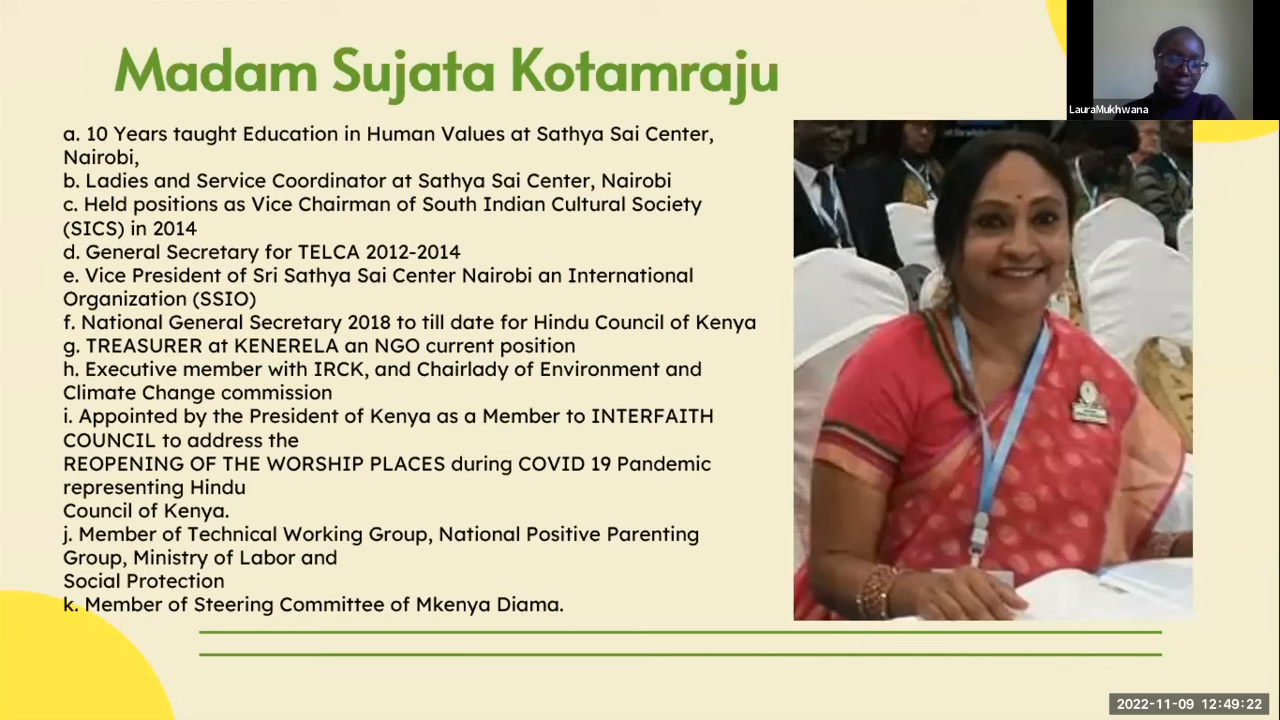 Madam Sujata Kotamraju
LauraMukhwana
a. 10 Years taught Education in Human Values at Sathya Sai Center,
Nairobi,
b. Ladies and Service Coordinator at Sathya Sai Center, Nairobi
c. Held positions as Vice Chairman of South Indian Cultural Society
(SICS) in 2014
d. General Secretary for TELCA 2012-2014
e. Vice President of Sri Sathya Sai Center Nairobi an International
Organization (SSIO)
f. National General Secretary 2018 to till date for Hindu Council of Kenya
g. TREASURER at KENERELA an NGO current position
h. Executive member with IRCK, and Chairlady of Environment and
Climate Change commission
i. Appointed by the President of Kenya as a Member to INTERFAITH
COUNCIL to address the
REOPENING OF THE WORSHIP PLACES during COVID 19 Pandemic
representing Hindu
Council of Kenya.
j. Member of Technical Working Group, National Positive Parenting
Group, Ministry of Labor and
Social Protection
k. Member of Steering Committee of Mkenya Diama.
2022-11-09 12:49:22